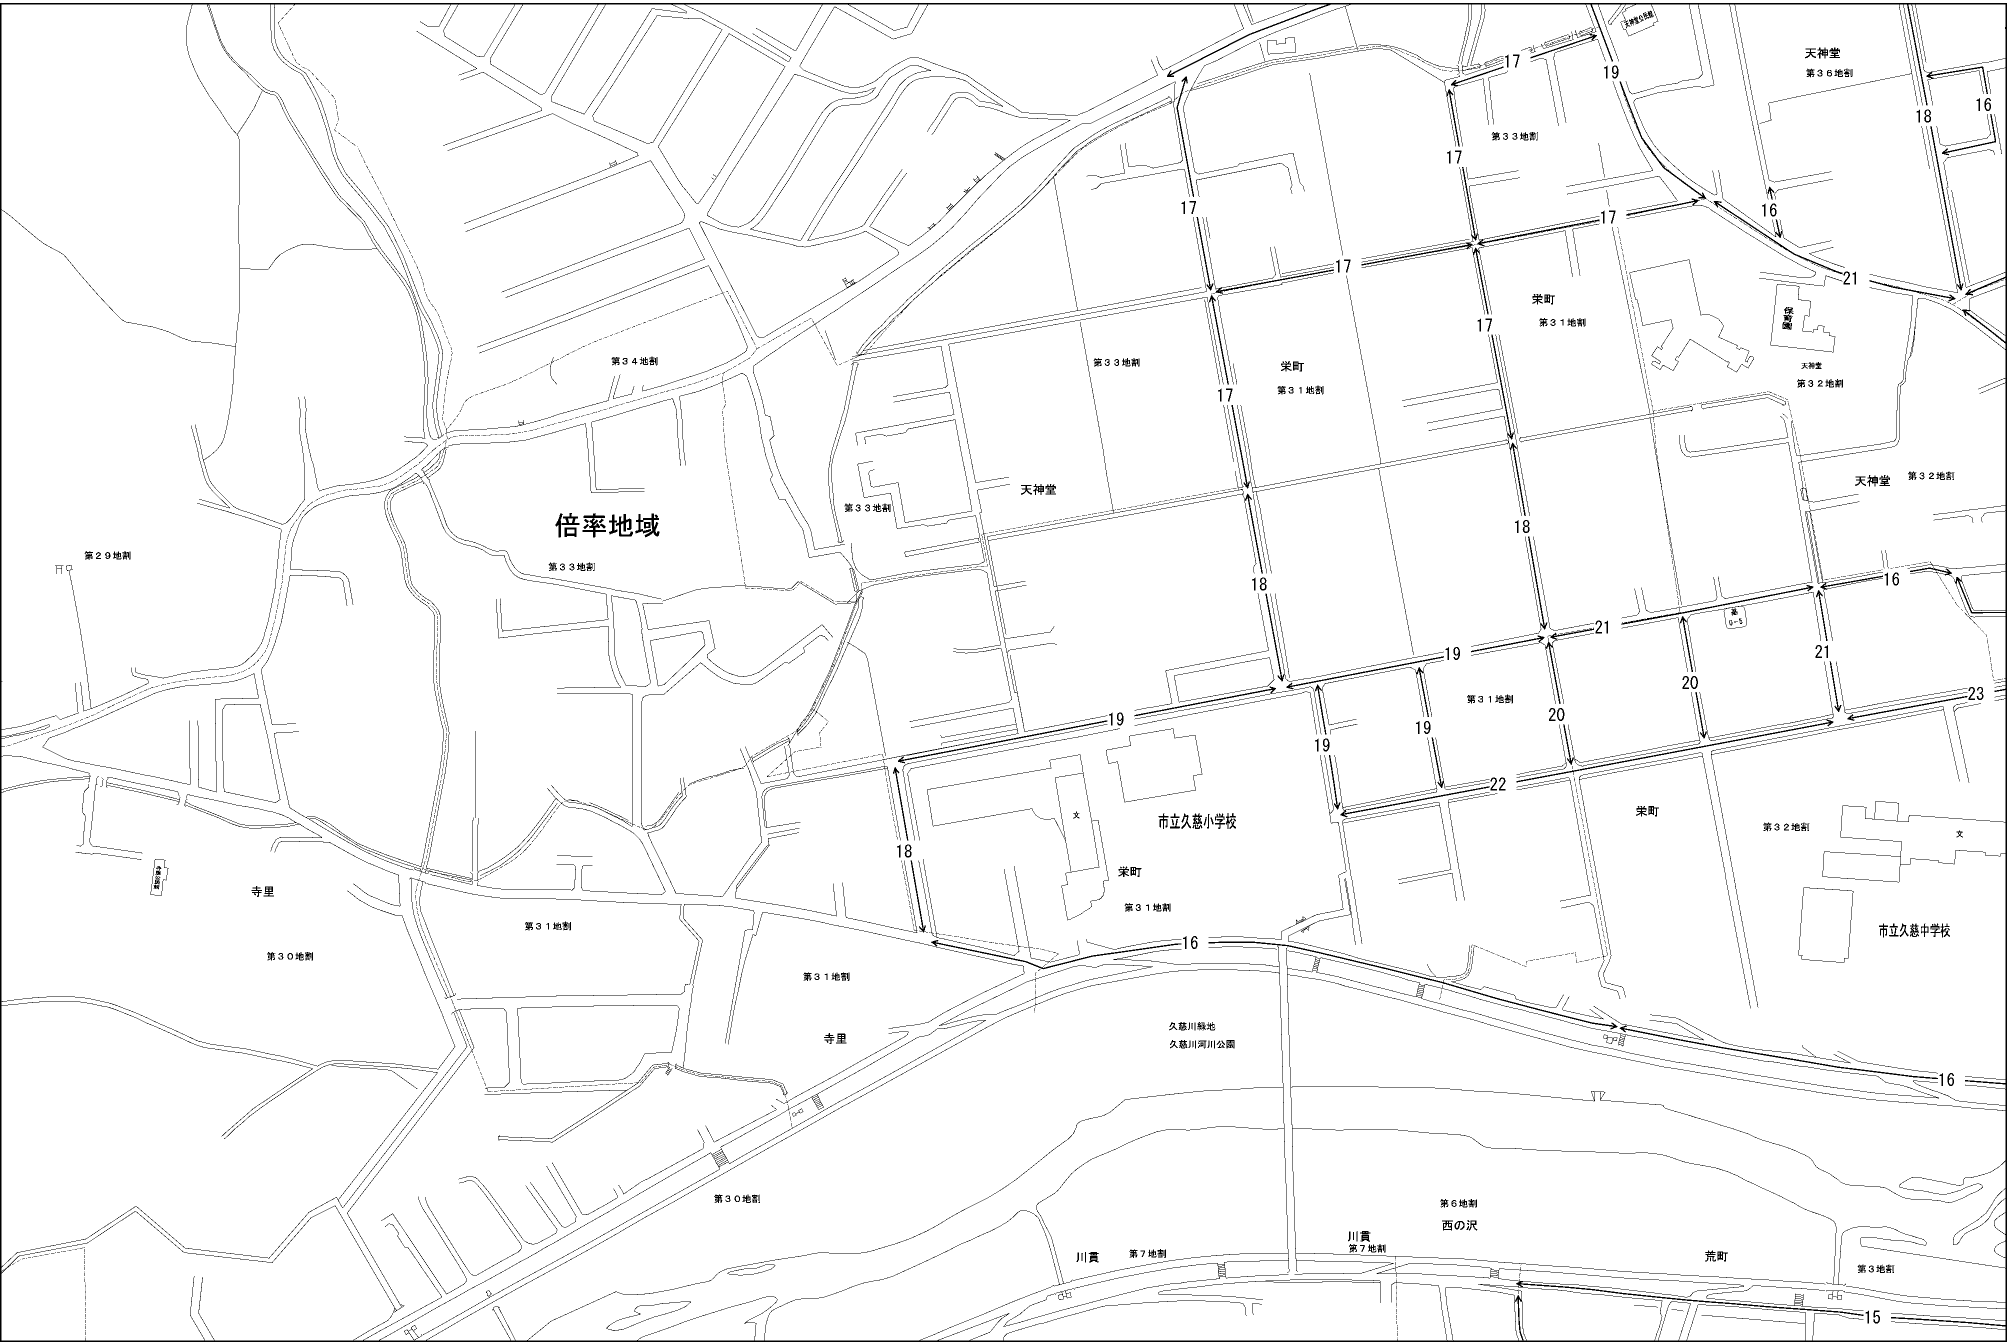 天神堂公民館
17
19
天神堂
第３６地割
18
16
17
第３３地割
17
17
16
17
21
17
栄町
第３１地割
保育園
天神堂
第３２地割
第３４地割
第３３地割
栄町
第３１地割
17
天神堂
第３３地割
倍率地域
第３３地割
第２９地割
18
18
天神堂
第３２地割
16
21
21
19
20
20
第３１地割
23
19
19
19
22
市立久慈小学校
文
栄町
第３２地割
文
18
栄町
第３１地割
市立久慈中学校
寺里
第３０地割
第３１地割
16
第３１地割
寺里
久慈川緑地
久慈川河川公園
16
第３０地割
第６地割
西の沢
川貫
第７地割
川貫
第７地割
荒町
第３地割
15